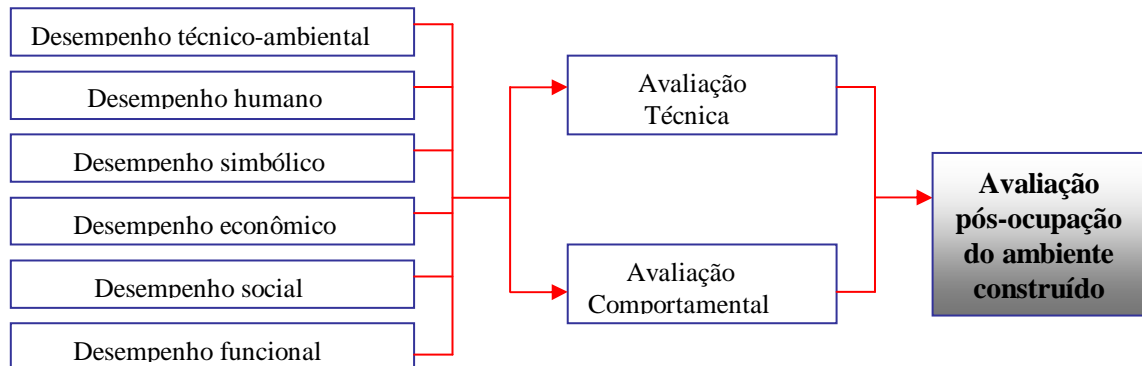 Desempenho técnico-ambiental
Desempenho humano
Desempenho simbólico
Desempenho econômico
Desempenho social
Desempenho funcional
Avaliação
Técnica
Avaliação
Comportamental
Avaliação
pós-ocupação
do ambiente
construído